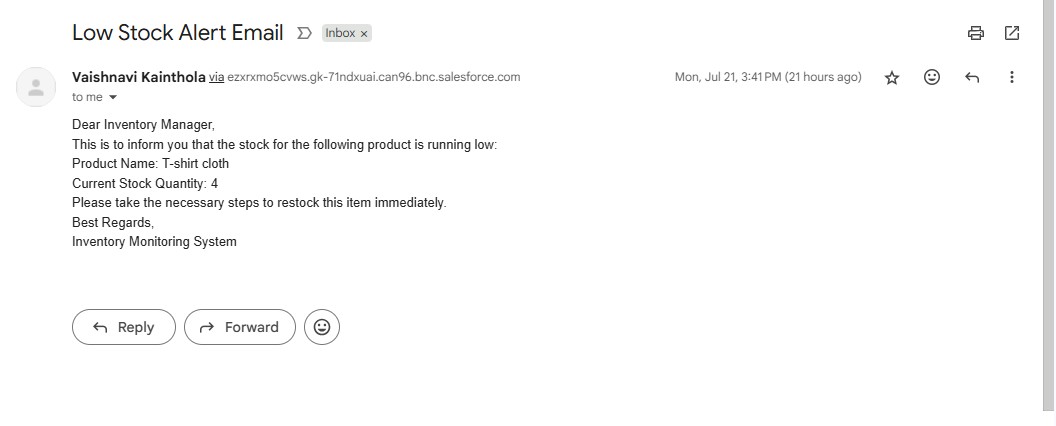 Low Stock Alert Email Inbox ×
Vaishnavi Kainthola via ezxrxmo5cvws.gk-71ndxuai.can96.bnc.salesforce.com Mon, Jul 21, 3:41 PM (21 hours ago)
to me
Dear Inventory Manager,
This is to inform you that the stock for the following product is running low:
Product Name: T-shirt cloth
Current Stock Quantity: 4
Please take the necessary steps to restock this item immediately.
Best Regards,
Inventory Monitoring System
Reply Forward